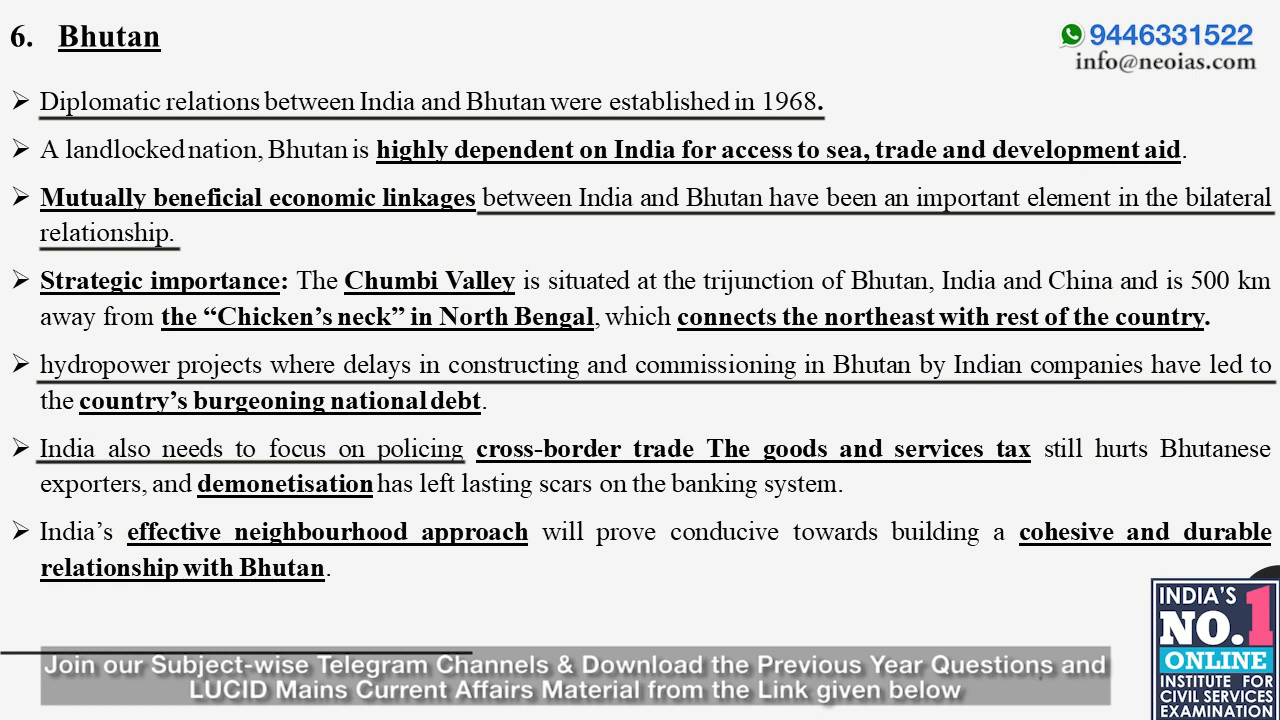 6. Bhutan
9446331522
info@neoias.com
➢ Diplomatic relations between India and Bhutan were established in 1968.
➢ A landlocked nation, Bhutan is highly dependent on India for access to sea, trade and development aid.
➢ Mutually beneficial economic linkages between India and Bhutan have been an important element in the bilateral
relationship.
➢ Strategic importance: The Chumbi Valley is situated at the trijunction of Bhutan, India and China and is 500 km
away from the “Chicken’s neck” in North Bengal, which connects the northeast with rest of the country.
➢ hydropower projects where delays in constructing and commissioning in Bhutan by Indian companies have led to
the country’s burgeoning national debt.
➢ India also needs to focus on policing cross-border trade The goods and services tax still hurts Bhutanese
exporters, and demonetisation has left lasting scars on the banking system.
➢ India’s effective neighbourhood approach will prove conducive towards building a cohesive and durable
relationship with Bhutan.
Join our Subject-wise Telegram Channels & Download the Previous Year Questions and
LUCID Mains Current Affairs Material from the Link given below
INDIA’S
NO.1
ONLINE
INSTITUTE FOR
CIVIL SERVICES
EXAMINATION